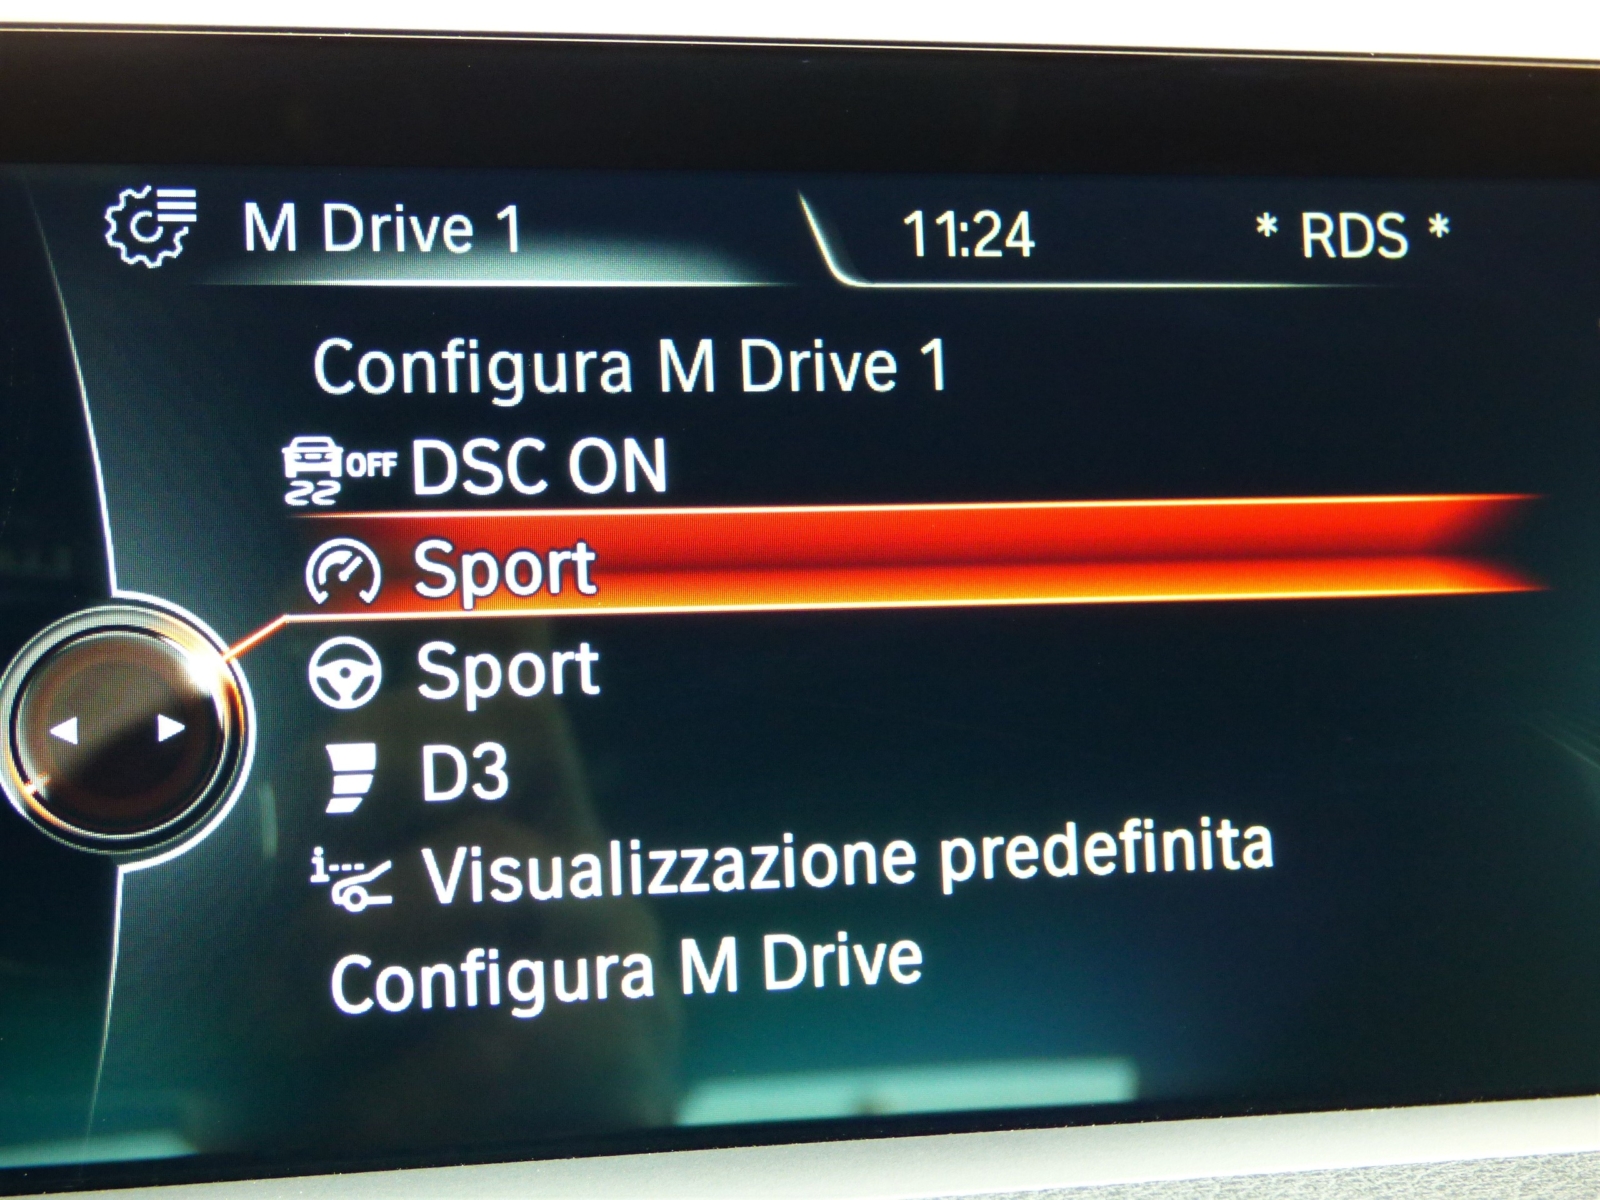 M Drive 1 11:24 * RDS *
Configura M Drive 1
OFF DSC ON
Sport
Sport
D3
i Visualizzazione predefinita
Configura M Drive